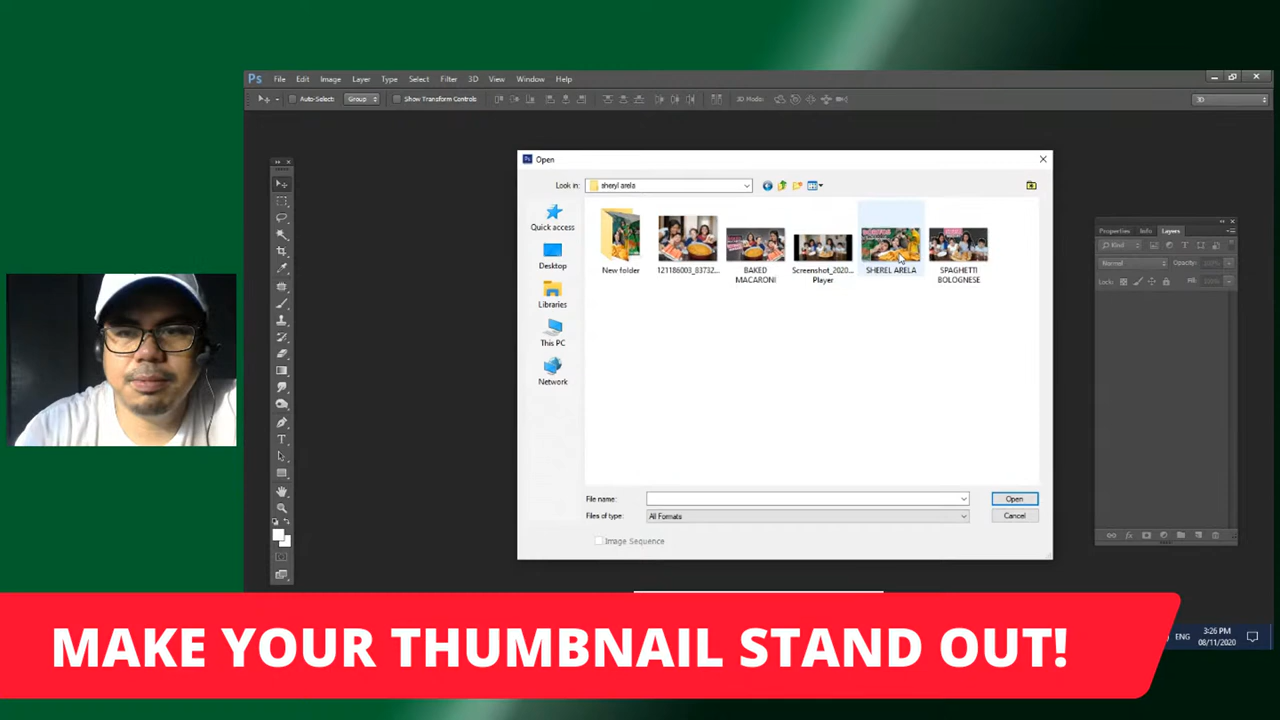 Ps File Edit Image Layer Type Select Filter 3D View Window Help
Auto-Select: Group Show Transform Controls 3D Mode: 3D
Open
Look in: sheryl arela
Quick access
Desktop
Libraries
This PC
Network
New folder
121186003_83732...
BAKED
MACARONI
Screenshot_2020...
Player
SHEREL ARELA
SPAGHETTI
BOLOGNESE
File name: Open
Files of type: All Formats Cancel
Image Sequence
Properties Info Layers
Kind
Normal Opacity:
Lock: Fill:
T
ENG 3:26 PM
08/11/2020
MAKE YOUR THUMBNAIL STAND OUT!